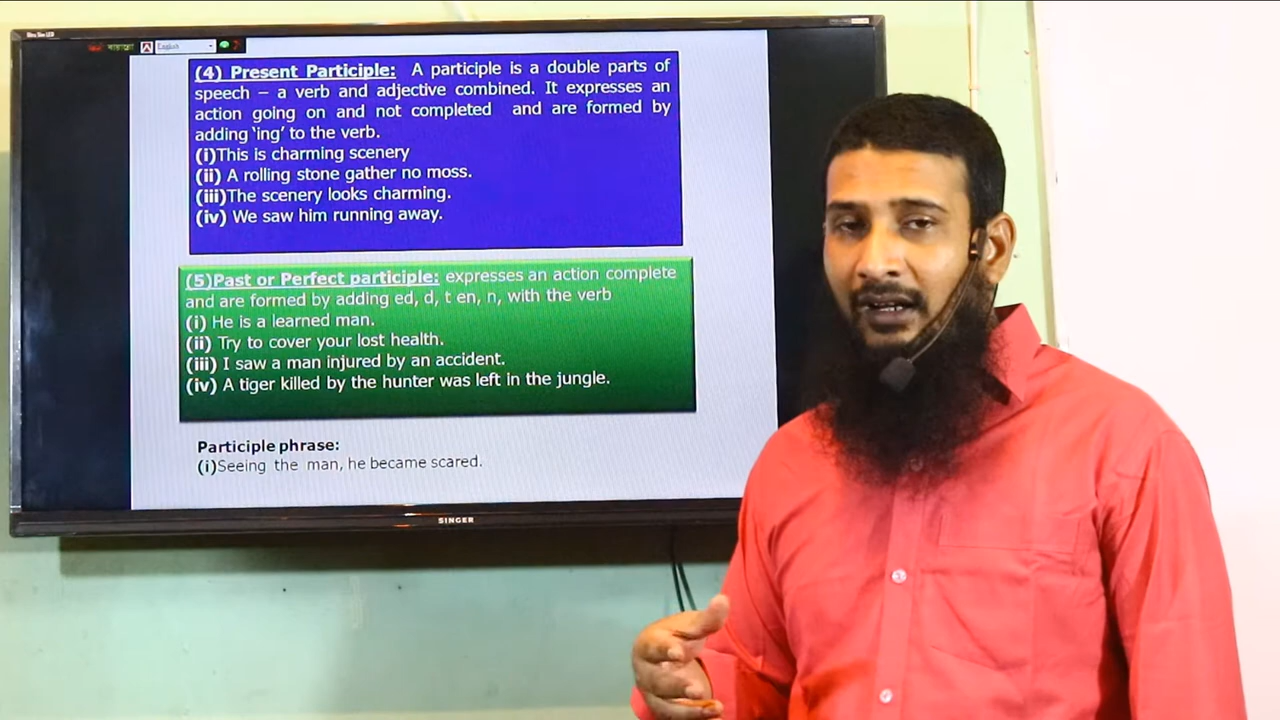 বাংলা English
(4) Present Participle: A participle is a double parts of
speech – a verb and adjective combined. It expresses an
action going on and not completed and are formed by
adding 'ing' to the verb.
(i)This is charming scenery
(ii) A rolling stone gather no moss.
(iii)The scenery looks charming.
(iv) We saw him running away.
(5)Past or Perfect participle: expresses an action complete
and are formed by adding ed, d, t en, n, with the verb
(i) He is a learned man.
(ii) Try to cover your lost health.
(iii) I saw a man injured by an accident.
(iv) A tiger killed by the hunter was left in the jungle.
Participle phrase:
(i)Seeing the man, he became scared.
SINGER